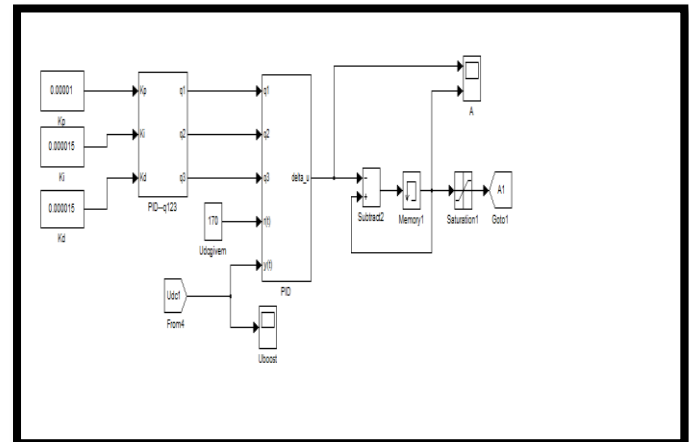 0.00001
Kp
0.000015
Ki
0.000015
Kd
Kp
Ki
Kd
q1
q2
q3
PID--q123
170
Udcgivem
Udc1
From4
q1
q2
q3
r(t)
y(t)
delta_u
PID
Uboost
−
+
Subtract2
Memory1
Saturation1
A1
Goto1
A